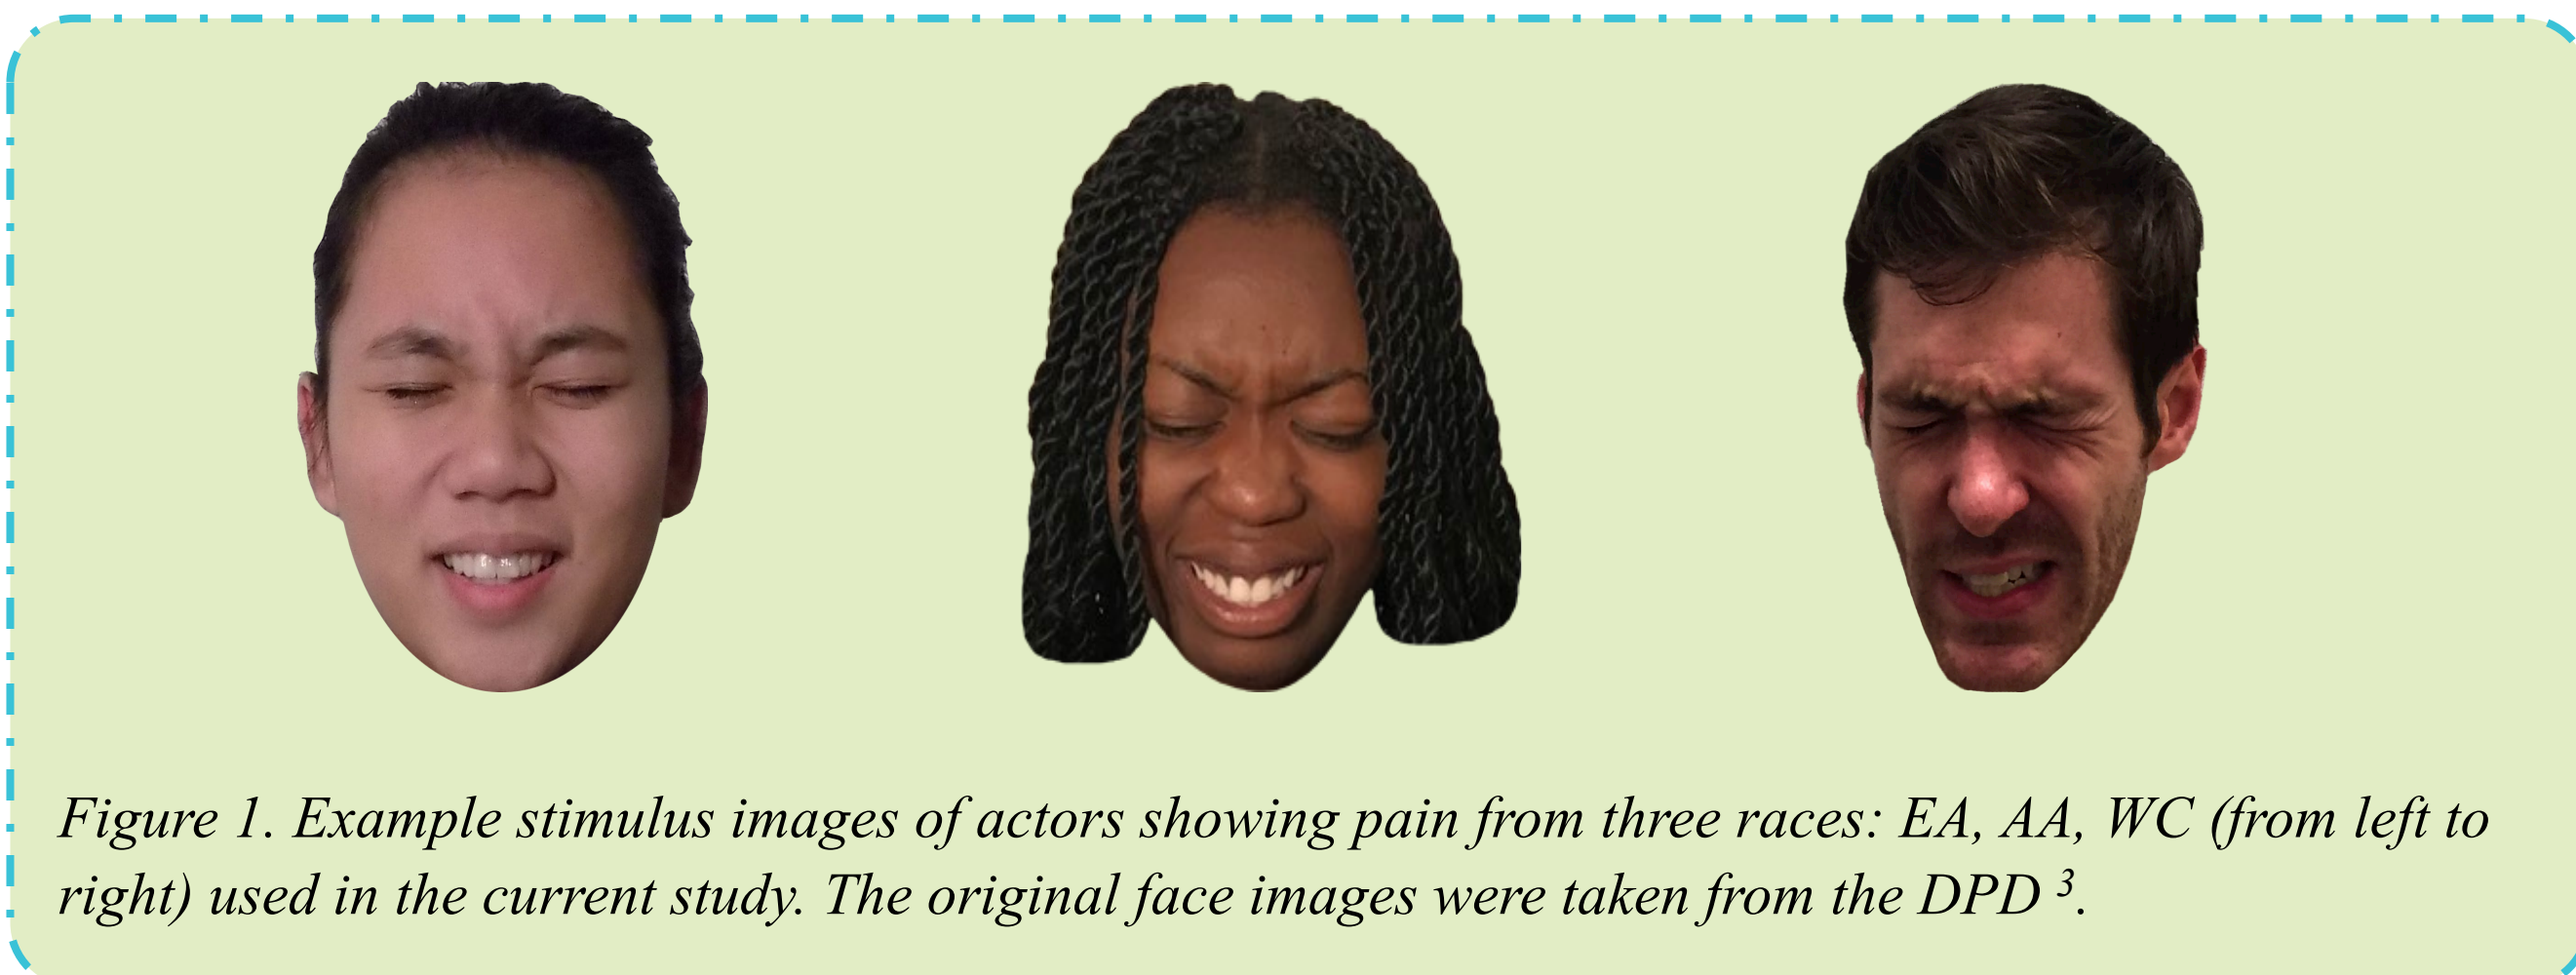 Figure 1. Example stimulus images of actors showing pain from three races: EA, AA, WC (from left to
right) used in the current study. The original face images were taken from the DPD ³.